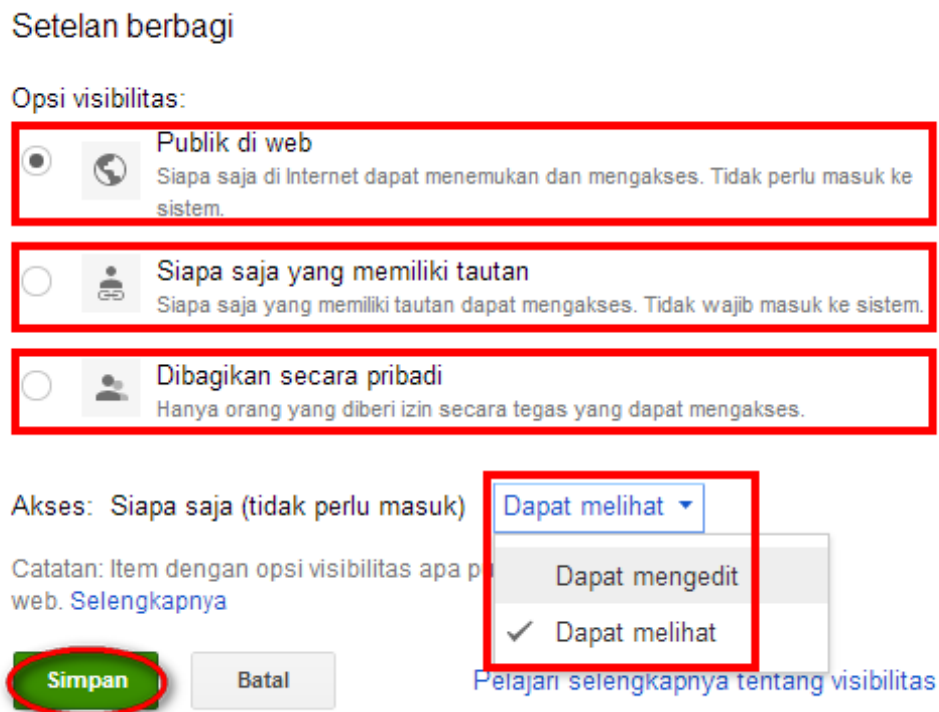 Setelan berbagi
Opsi visibilitas:
Publik di web
Siapa saja di Internet dapat menemukan dan mengakses. Tidak perlu masuk ke
sistem.
Siapa saja yang memiliki tautan
Siapa saja yang memiliki tautan dapat mengakses. Tidak wajib masuk ke sistem.
Dibagikan secara pribadi
Hanya orang yang diberi izin secara tegas yang dapat mengakses.
Akses: Siapa saja (tidak perlu masuk) Dapat melihat
Catatan: Item dengan opsi visibilitas apa
web. Selengkapnya
Dapat mengedit
Dapat melihat
Simpan Batal
Pelajari selengkapnya tentang visibilitas